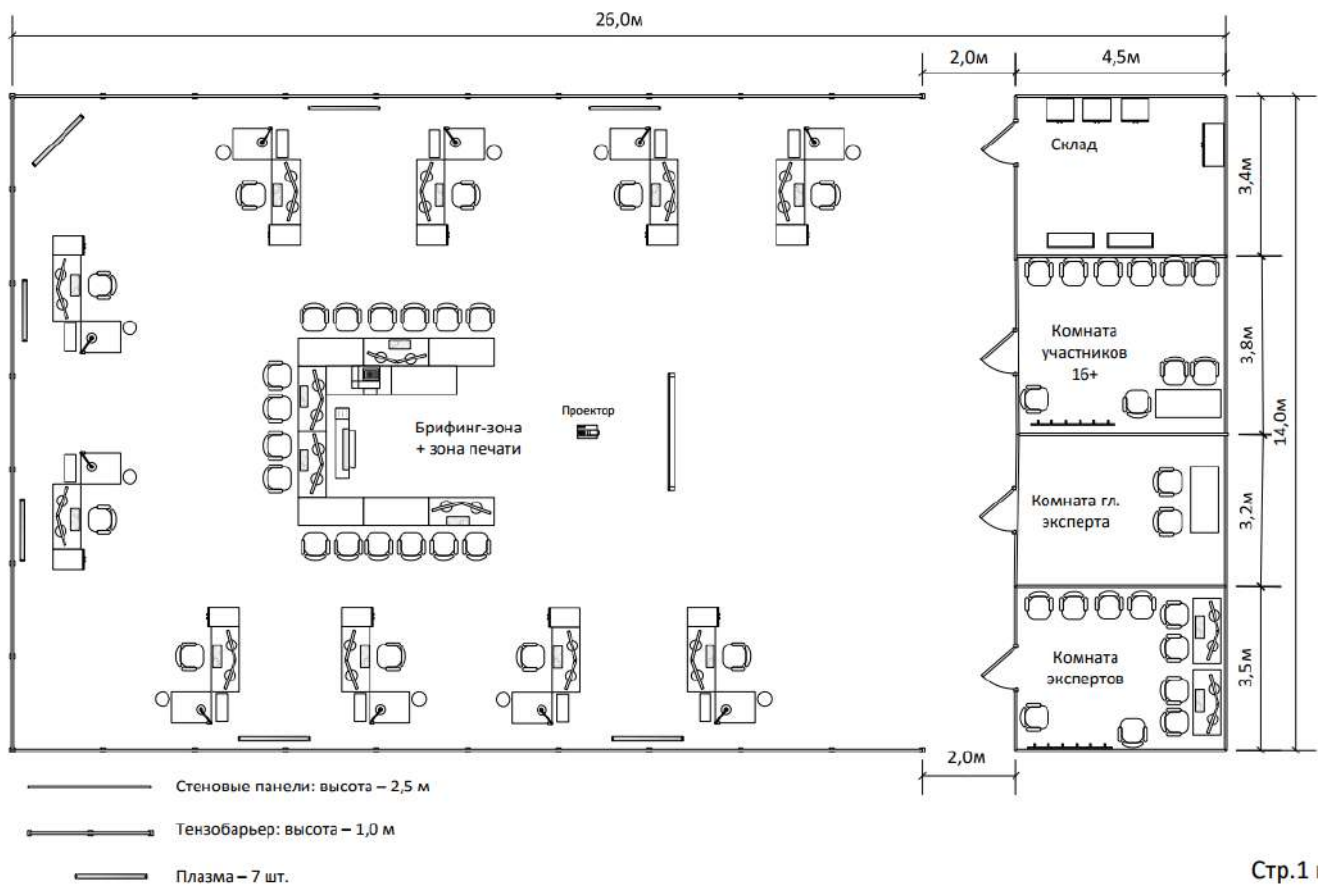 26,0м
2,0м
4,5м
Склад
3,4м
Комната
участников
16+
3,8м
14,0м
Проектор
Брифинг-зона
+ зона печати
Комната гл.
эксперта
3,2м
Комната
экспертов
3,5м
2,0м
Стеновые панели: высота – 2,5 м
Тензобарьер: высота – 1,0 м
Плазма – 7 шт.
Стр.1